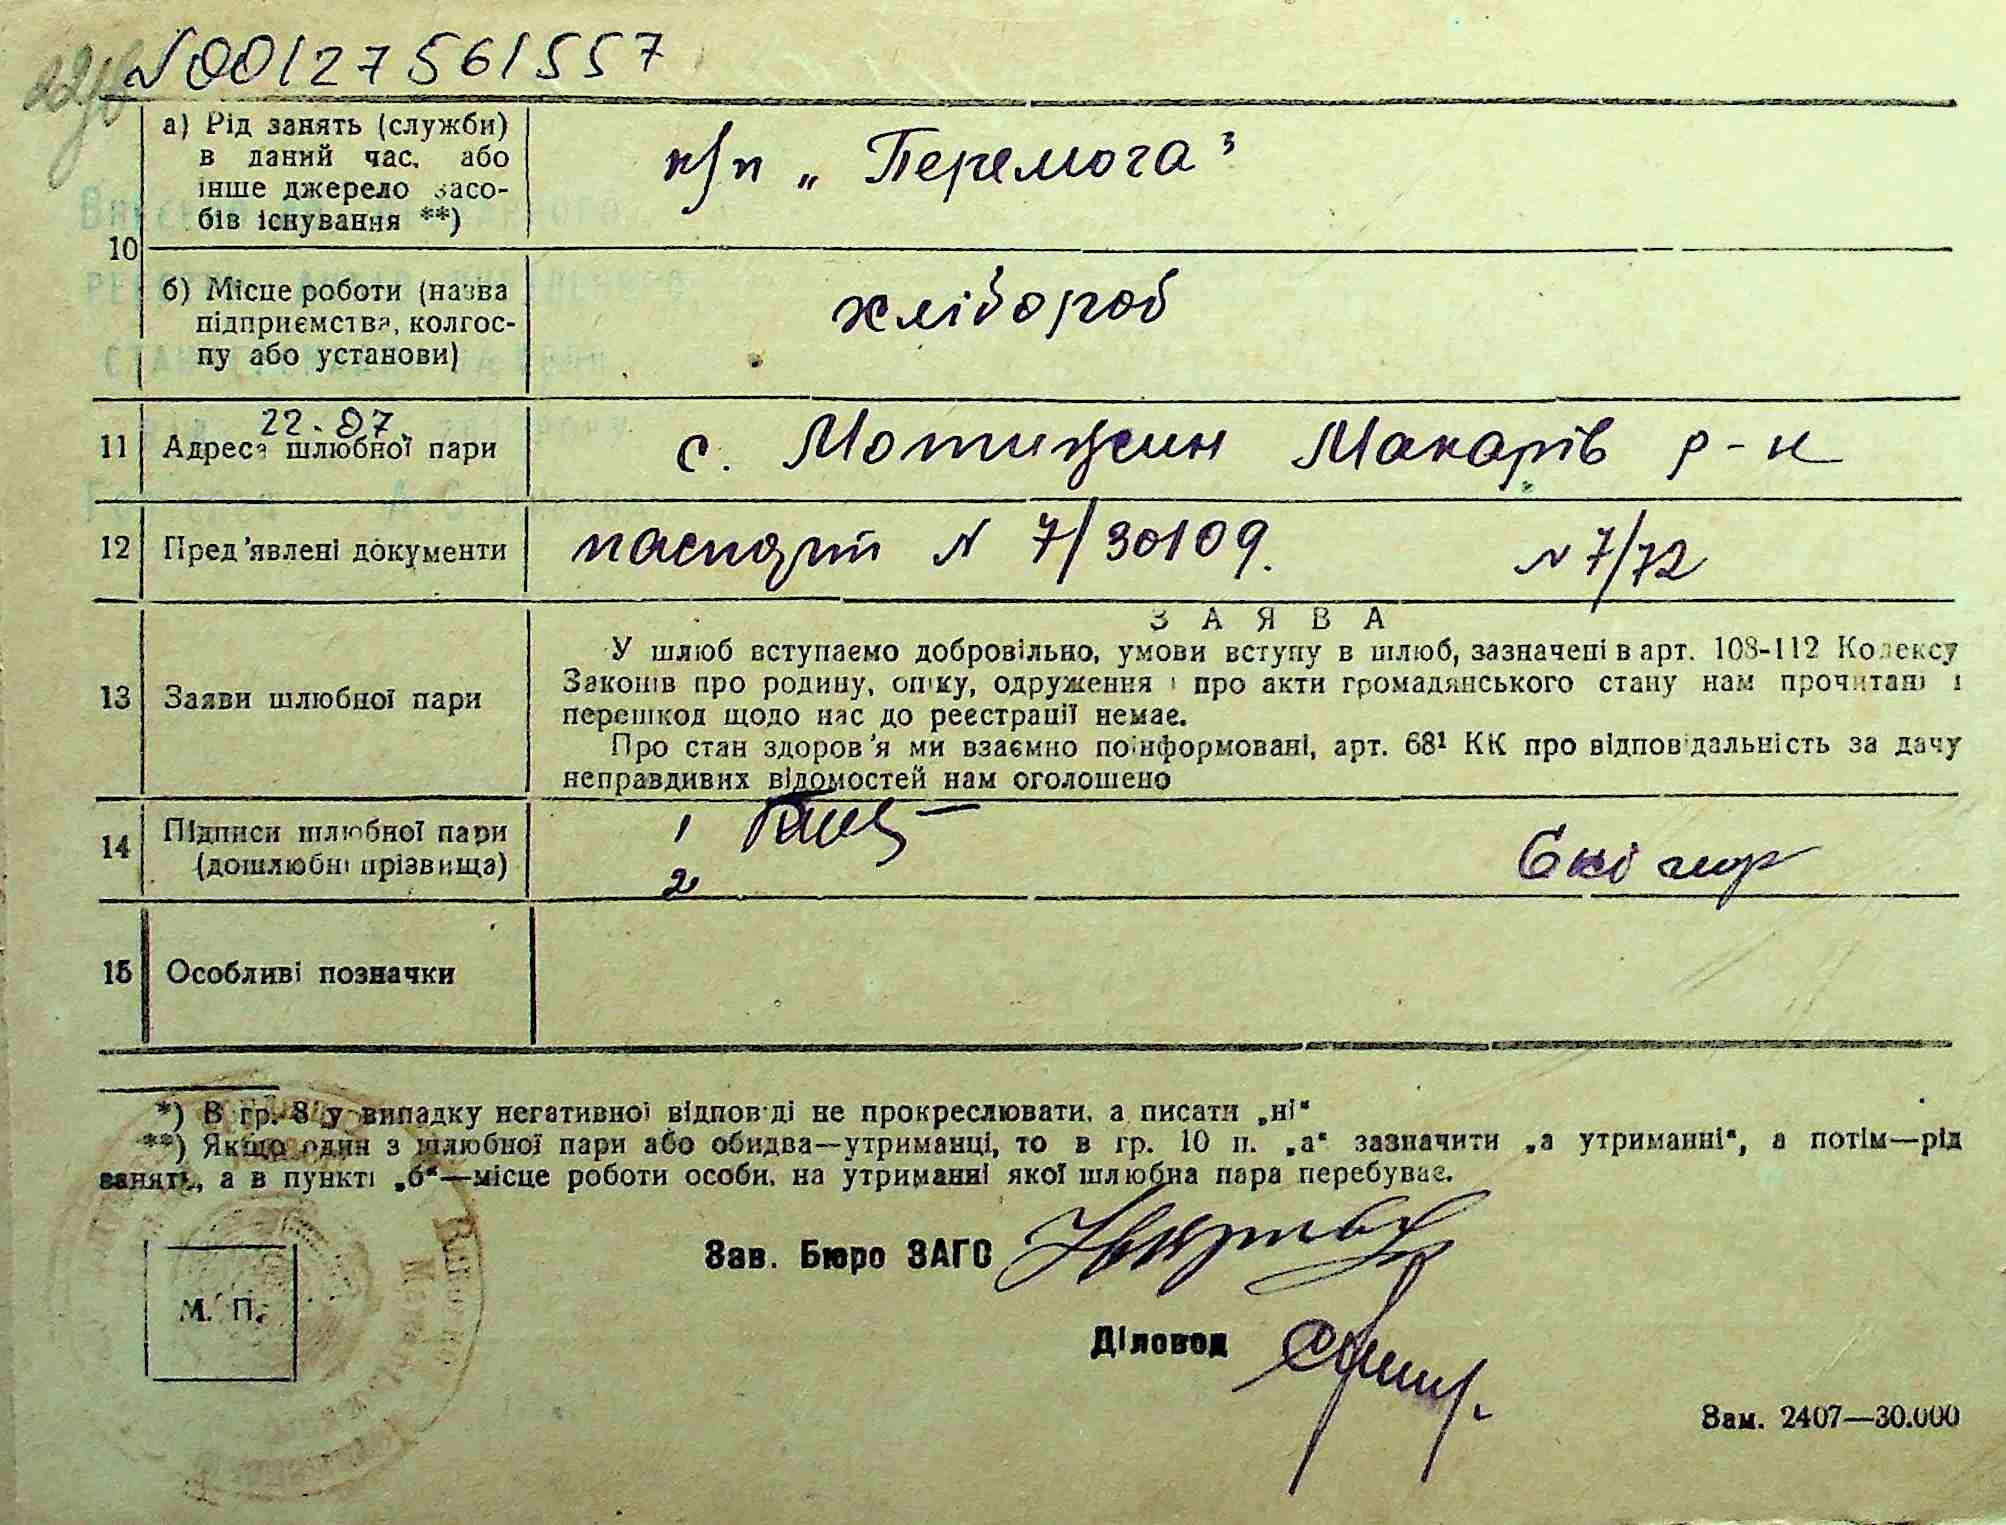 N00127561557
а) Рід занять (служби)
в даний час, або
інше джерело засо-
бів існування **)
к/п „Перемога"
10
б) Місце роботи (назва
підприємства, колгос-
пу або установи)
хлібороб
22.07.
11 Адреса шлюбної пари с. Мотижин Макарів р-н
12 Пред'явлені документи паспорт N 7/30109. N 7/72
13 Заяви шлюбної пари
ЗАЯВА
У шлюб вступаємо добровільно, умови вступу в шлюб, зазначені в арт. 108-112 Кодексу
Законів про родину, опіку, одруження і про акти громадянського стану нам прочитані і
перешкод щодо нас до реєстрації немає.
Про стан здоров'я ми взаємно поінформовані, арт. 68¹ КК про відповідальність за дачу
неправдивих відомостей нам оголошено
14 Підписи шлюбної пари
(дошлюбні прізвища)
1
2
15 Особливі позначки
*) В гр. 8 у випадку негативної відповіді не прокреслювати, а писати „ні"
**) Якщо один з шлюбної пари або обидва—утриманці, то в гр. 10 п. „а" зазначити „а утриманні", а потім—рід
занять, а в пункті „б"—місце роботи особи, на утриманні якої шлюбна пара перебуває.
Зав. Бюро ЗАГС
М. П.
Діловод
Зам. 2407—30.000